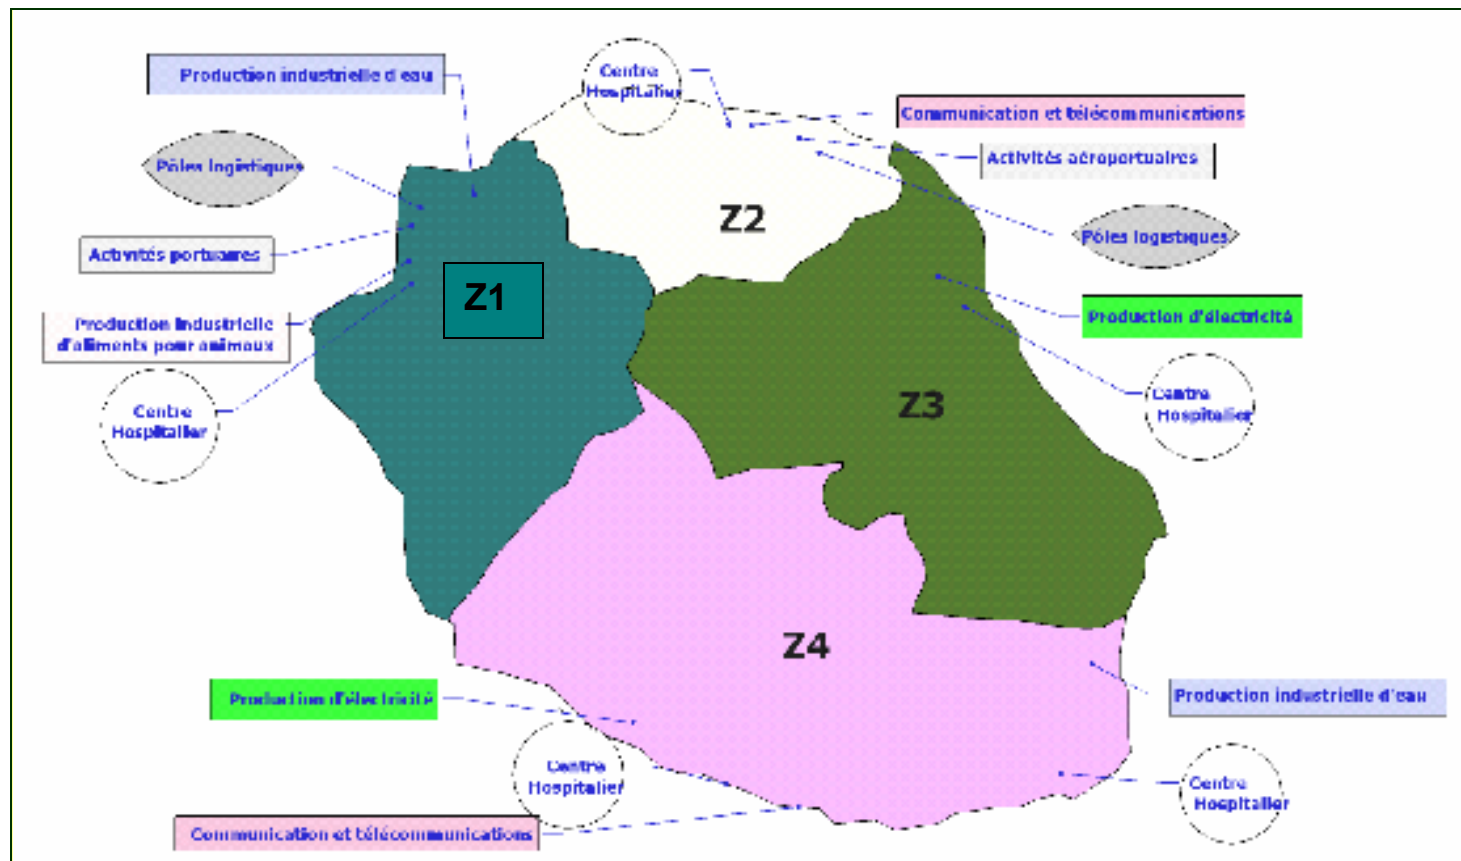 Production industrielle d'eau
Centre
Hospitalier
Communication et télécommunications
Pôles logistiques
Activités aéroportuaires
Z2
Pôles logistiques
Activités portuaires
Z1
Production industrielle
d'aliments pour animaux
Production d'électricité
Centre
Hospitalier
Z3
Centre
Hospitalier
Z4
Production d'électricité
Production industrielle d'eau
Centre
Hospitalier
Centre
Hospitalier
Communication et télécommunications